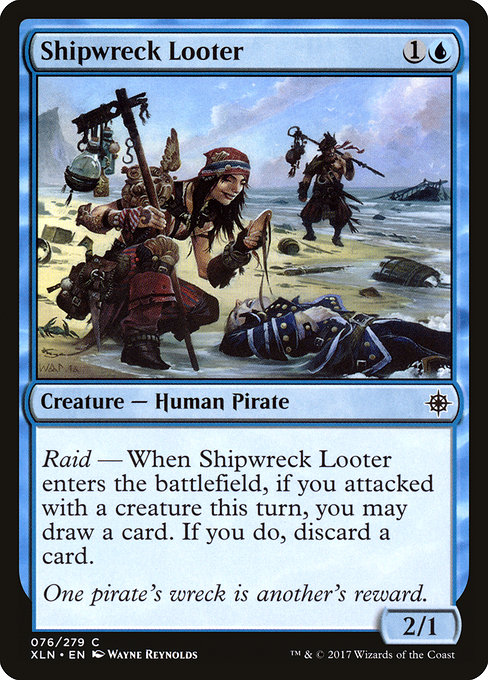 Shipwreck Looter 1
Creature — Human Pirate
Raid — When Shipwreck Looter
enters the battlefield, if you attacked
with a creature this turn, you may
draw a card. If you do, discard a
card.
One pirate's wreck is another's reward.
2/1
076/279 C
XLN • EN Wayne Reynolds
™ & © 2017 Wizards of the Coast